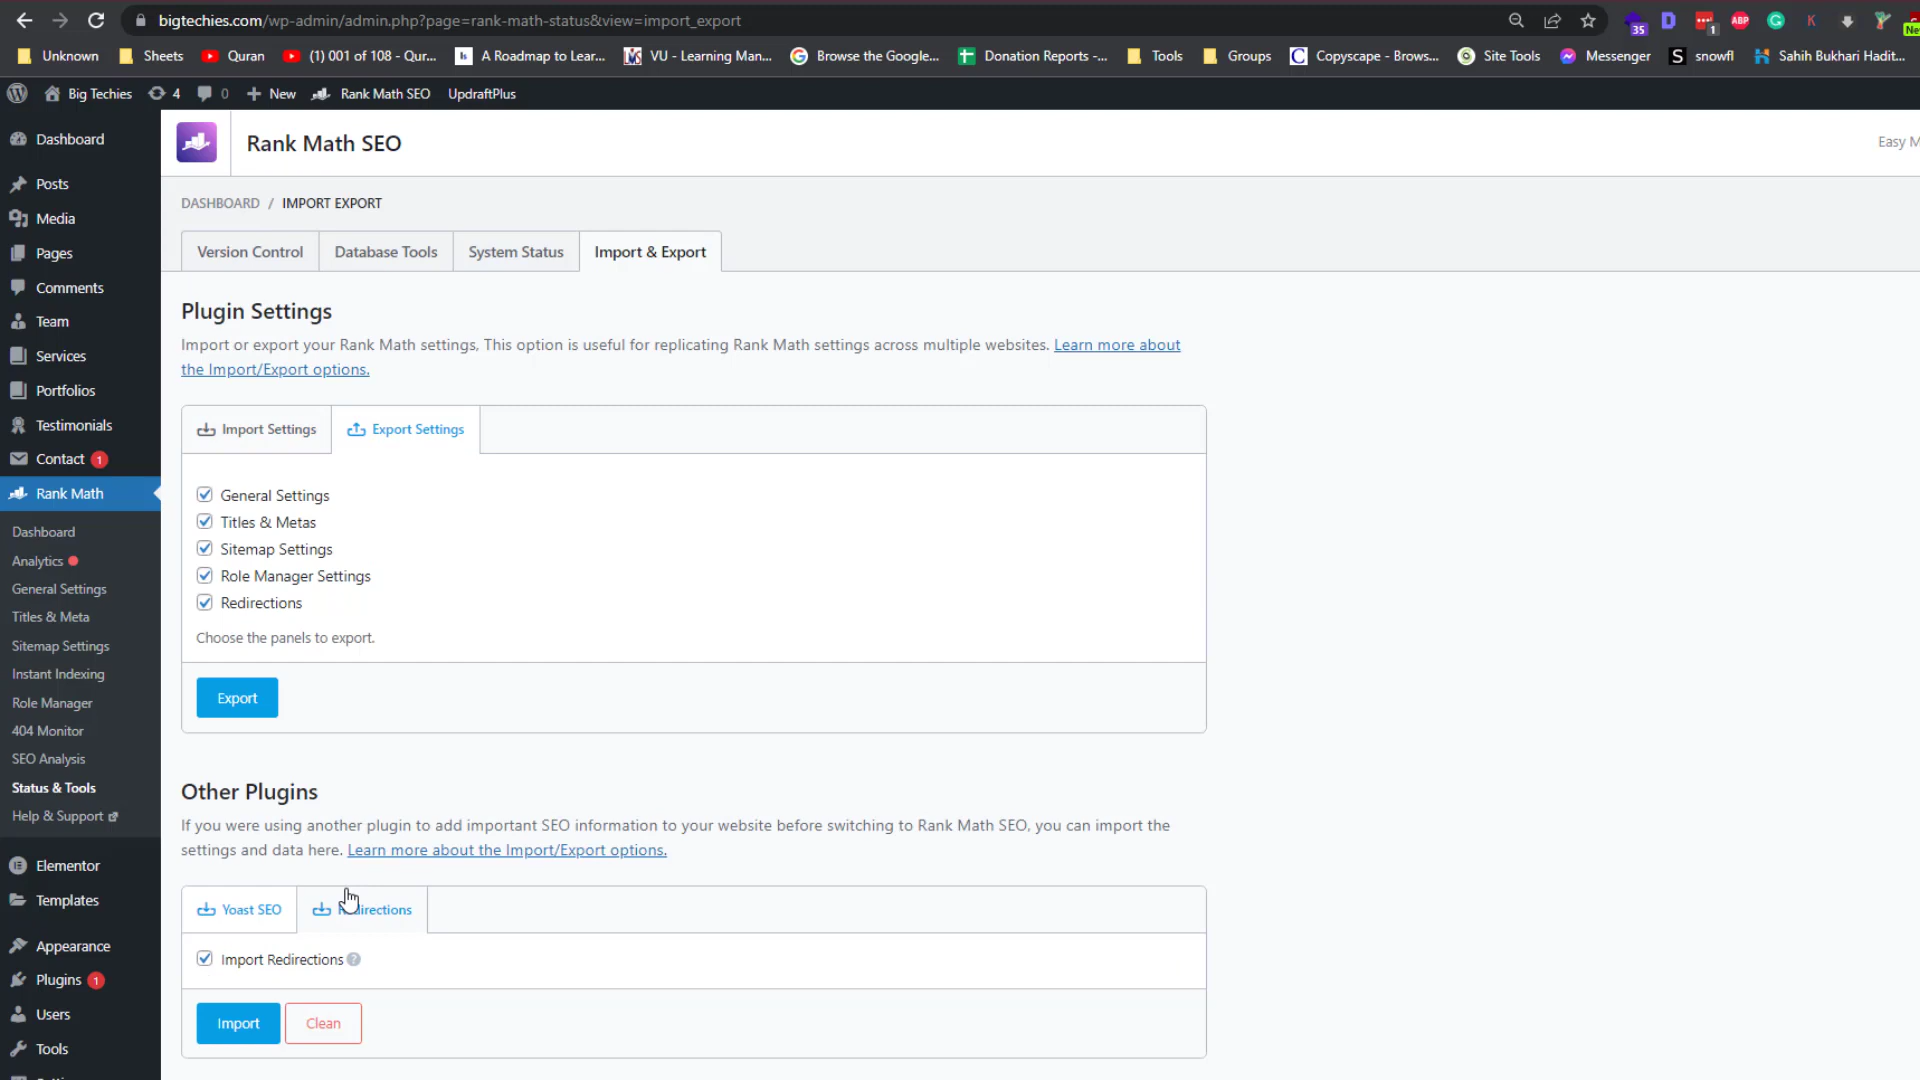 bigtechies.com/wp-admin/admin.php?page=rank-math-status&view=import_export
35
D
1
ABP
G
K
Unknown
Sheets
Quran
(1) 001 of 108 - Qur...
A Roadmap to Lear...
VU - Learning Man...
Browse the Google...
Donation Reports -...
Tools
Groups
Copyscape - Brows...
Site Tools
Messenger
snowfl
Sahih Bukhari Hadit...
Big Techies
4
0
New
Rank Math SEO
UpdraftPlus
Dashboard
Posts
Media
Pages
Comments
Team
Services
Portfolios
Testimonials
Contact 1
Rank Math
Dashboard
Analytics
General Settings
Titles & Meta
Sitemap Settings
Instant Indexing
Role Manager
404 Monitor
SEO Analysis
Status & Tools
Help & Support
Elementor
Templates
Appearance
Plugins 1
Users
Tools
Rank Math SEO
Easy M
DASHBOARD / IMPORT EXPORT
Version Control
Database Tools
System Status
Import & Export
Plugin Settings
Import or export your Rank Math settings, This option is useful for replicating Rank Math settings across multiple websites. Learn more about
the Import/Export options.
Import Settings
Export Settings
General Settings
Titles & Metas
Sitemap Settings
Role Manager Settings
Redirections
Choose the panels to export.
Export
Other Plugins
If you were using another plugin to add important SEO information to your website before switching to Rank Math SEO, you can import the
settings and data here. Learn more about the Import/Export options.
Yoast SEO
Redirections
Import Redirections ?
Import
Clean